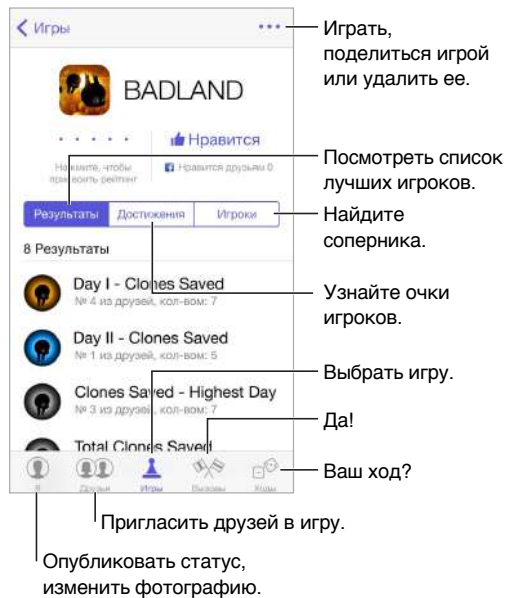 Игры
Играть,
поделиться игрой
или удалить ее.
BADLAND
Нравится
Нажмите, чтобы
присвоить рейтинг
Нравится друзьям 0
Посмотреть список
лучших игроков.
Результаты
Достижения
Игроки
Найдите
соперника.
8 Результаты
Day I - Clones Saved
№ 4 из друзей, кол-вом: 7
Узнайте очки
игроков.
Day II - Clones Saved
№ 1 из друзей, кол-вом: 5
Выбрать игру.
Clones Saved - Highest Day
№ 3 из друзей, кол-вом: 7
Да!
Total Clones Saved
Ваш ход?
Я
Друзья
Игры
Вызовы
Ходы
Пригласить друзей в игру.
Опубликовать статус,
изменить фотографию.